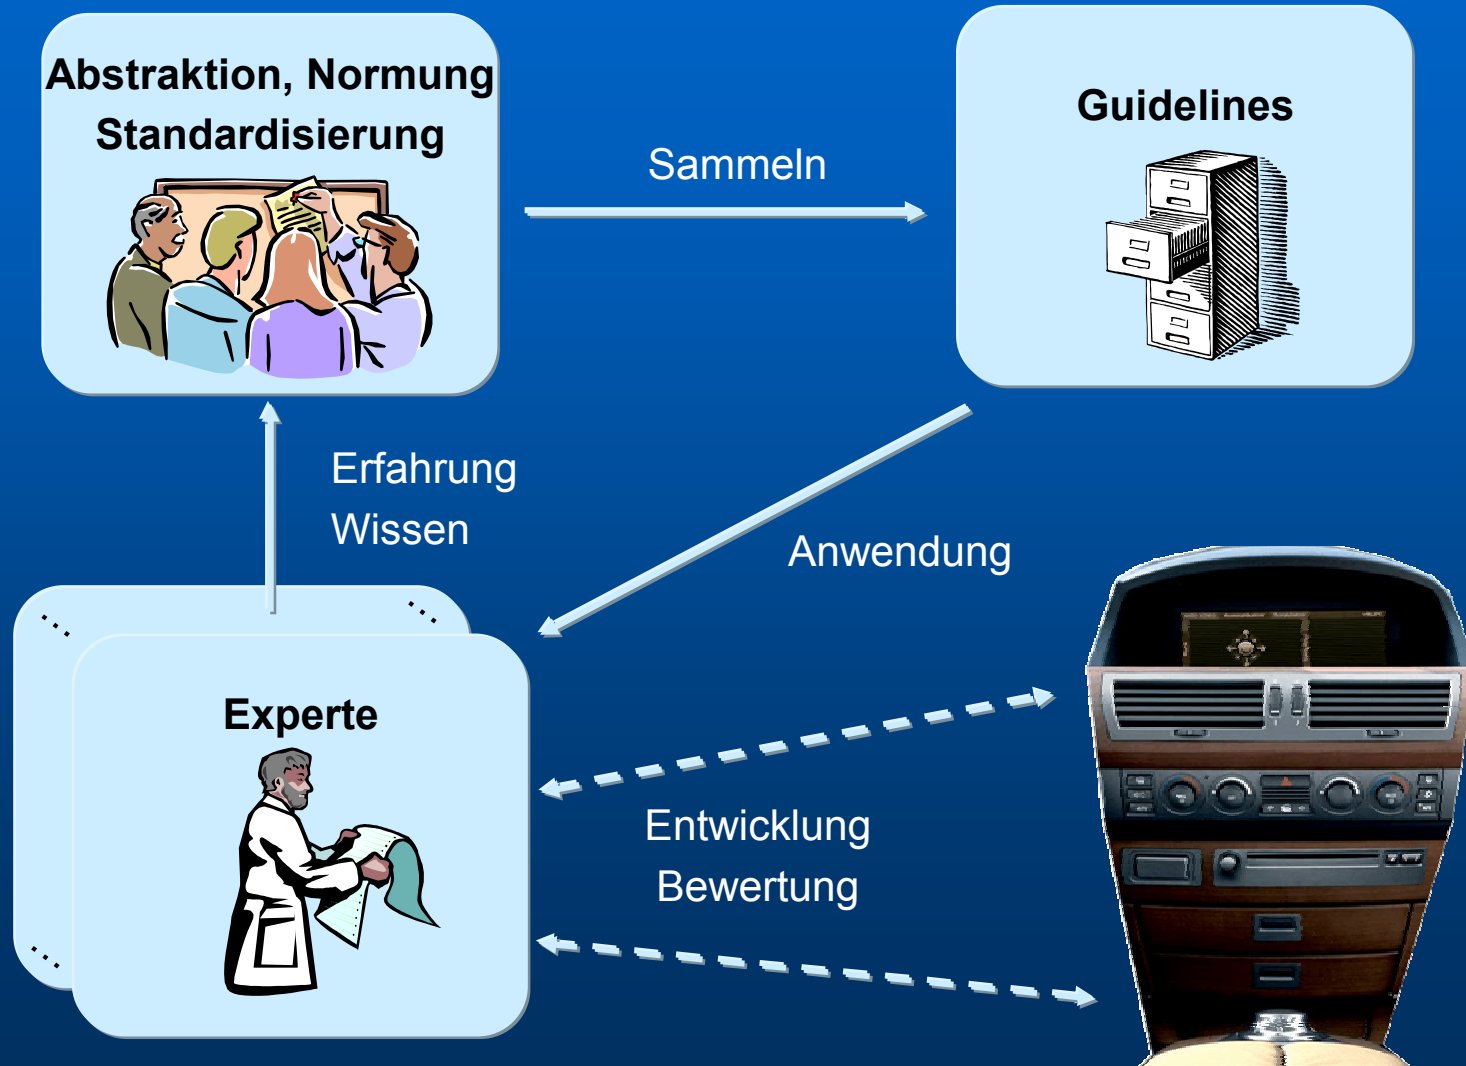 Abstraktion, Normung
Standardisierung
Sammeln
Guidelines
Erfahrung
Wissen
Anwendung
Experte
Entwicklung
Bewertung